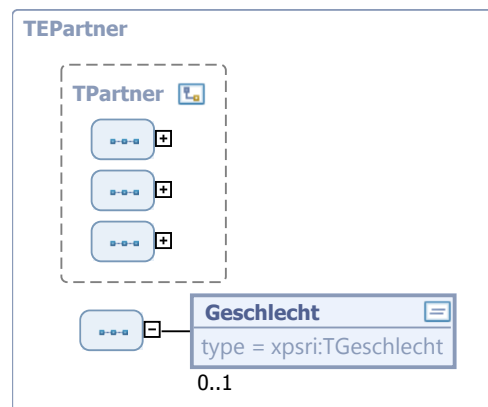 TEPartner
TPartner
Geschlecht
type = xpsri:TGeschlecht
0..1